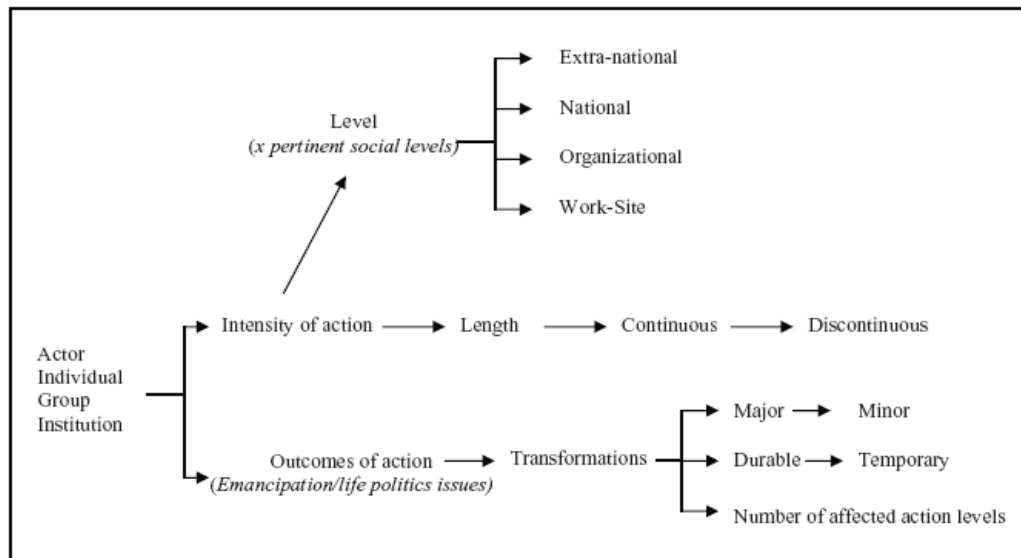 Extra-national
National
Level
(x pertinent social levels)
Organizational
Work-Site
Intensity of action
Length
Continuous
Discontinuous
Actor
Individual
Group
Institution
Outcomes of action
(Emancipation/life politics issues)
Transformations
Major
Minor
Durable
Temporary
Number of affected action levels